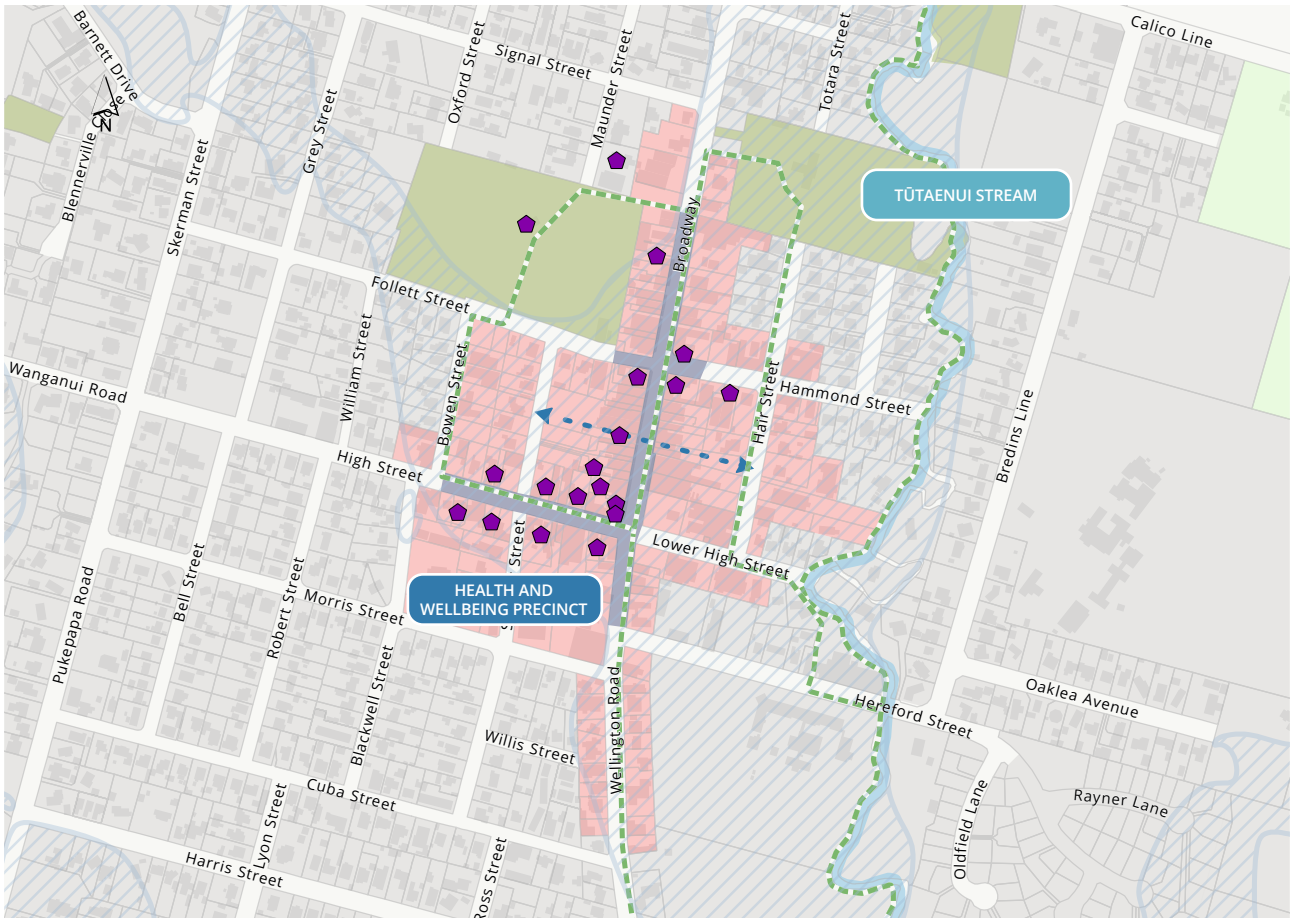 Barnett Drive
Calico Line
Signal Street
Oxford Street
Maunder Street
Totara Street
Grey Street
Blennerville Close
N
Skerman Street
TŪTAENUI STREAM
Broadway
Follett Street
William Street
Wanganui Road
Bowen Street
Hammond Street
Hair Street
Bredins Line
High Street
Street
Lower High Street
HEALTH AND
WELLBEING PRECINCT
Bell Street
Robert Street
Morris Street
Pukepapa Road
Blackwell Street
Wellington Road
Hereford Street
Oaklea Avenue
Willis Street
Cuba Street
Rayner Lane
Oldfield Lane
Lyon Street
Harris Street
Ross Street